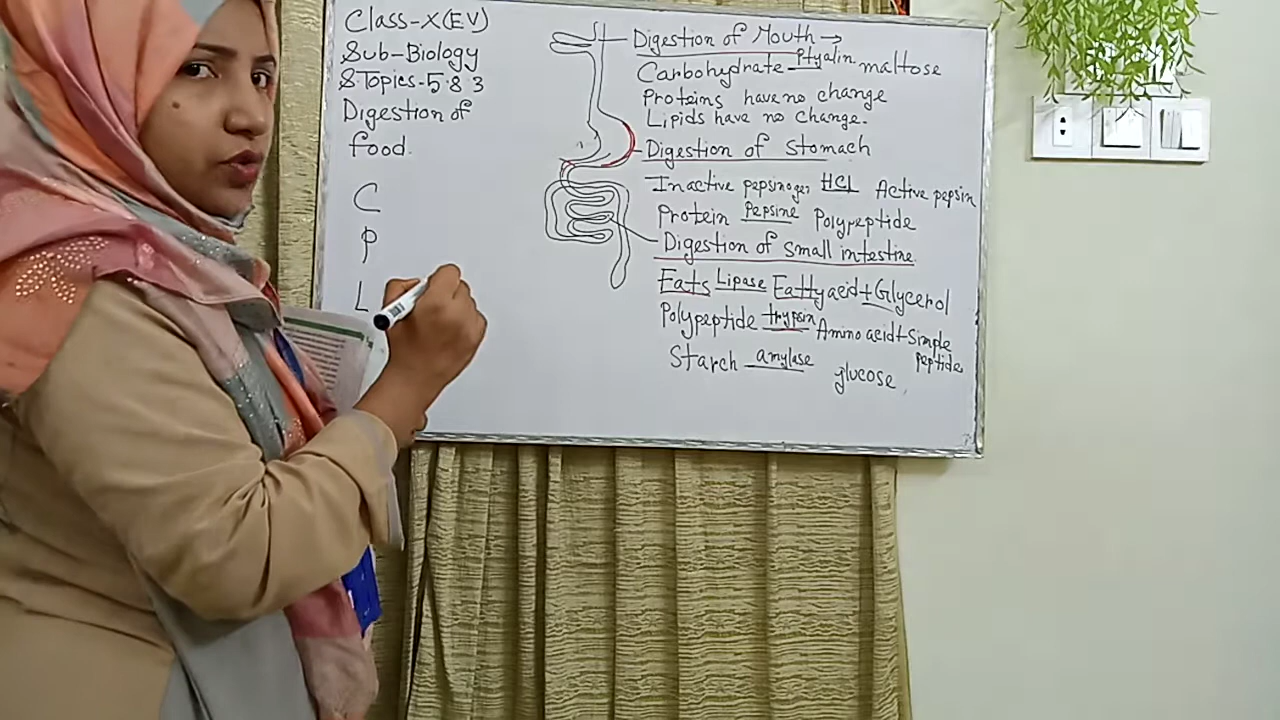 Class-X(EV)
Sub-Biology
STopics-5.8 3
Digestion of
food.
C
P
L
Digestion of Mouth →
Carbohydrate Ptyalin maltose
Proteins have no change
Lipids have no change.
Digestion of Stomach
Inactive pepsinogen HCL Active pepsin
Protein Pepsine Polypeptide
Digestion of Small intestine
Fats Lipase Fatty acid + Glycerol
Polypeptide trypsin Amino acid + Simple
peptide
Starch amylase
glucose